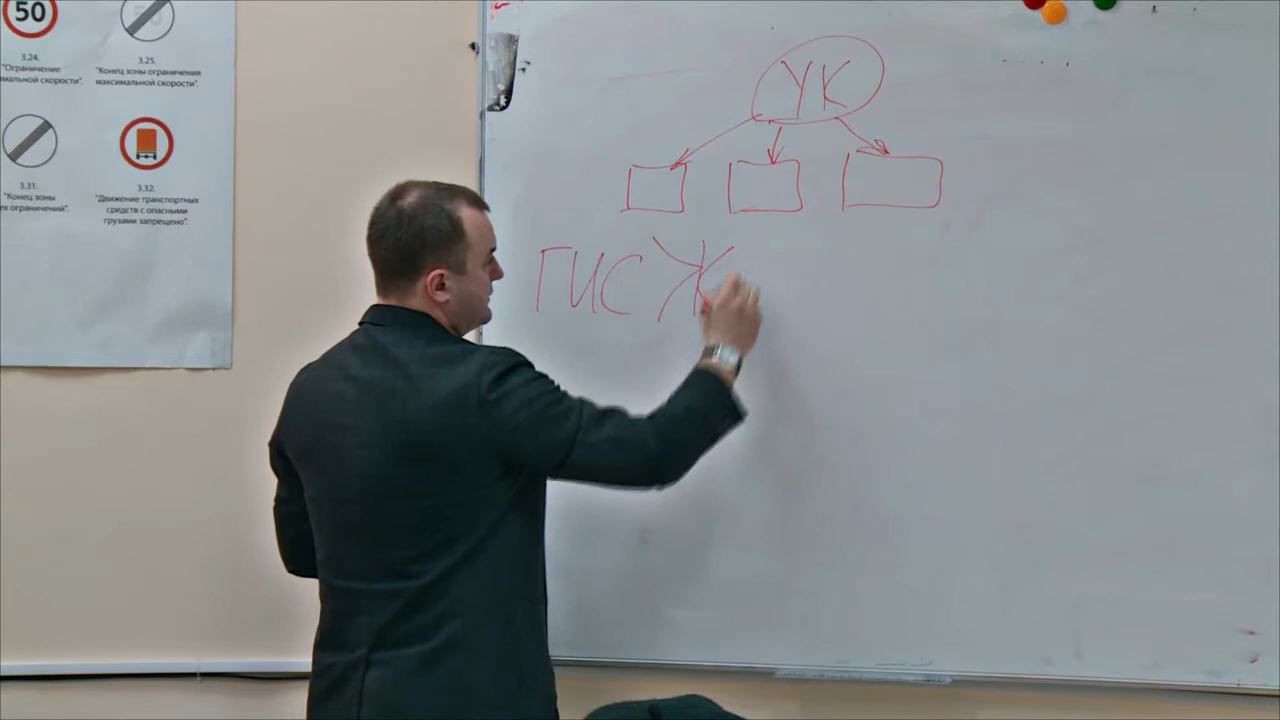 50
3.24.
"Ограничение
мальной скорости".
3.25.
"Конец зоны ограничения
максимальной скорости".
3.31.
"Конец зоны
ех ограничений".
3.32.
"Движение транспортных
средств с опасными
грузами запрещено".
УК
ГИС Ж